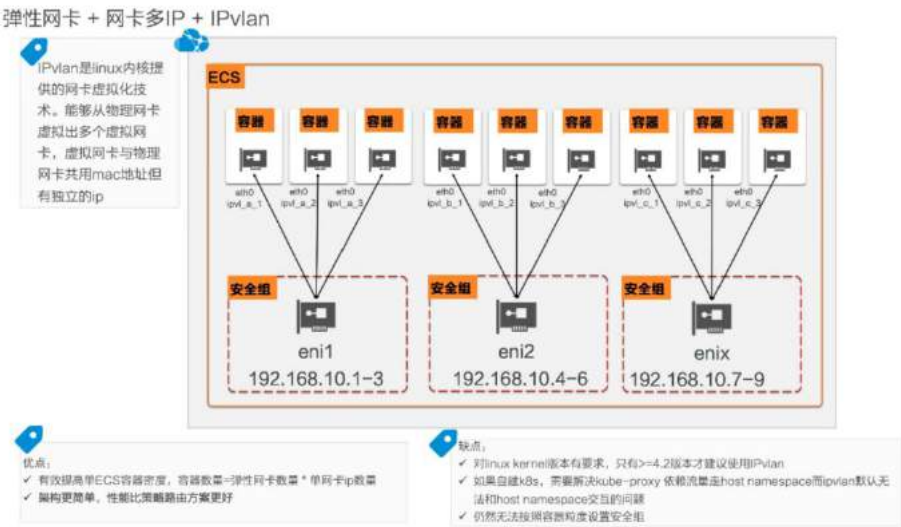 弹性网卡 + 网卡多IP + IPvlan
IPvlan是linux内核提
供的网卡虚拟化技
术。能够从物理网卡
虚拟出多个虚拟网
卡，虚拟网卡与物理
网卡共用mac地址但
有独立的ip
ECS
容器 容器 容器 容器 容器 容器 容器 容器 容器
eth0 eth0 eth0 eth0 eth0 eth0 eth0 eth0 eth0
ipvl_a_1 ipvl_a_2 ipvl_a_3 ipvl_b_1 ipvl_b_2 ipvl_b_3 ipvl_c_1 ipvl_c_2 ipvl_c_3
安全组 安全组 安全组
eni1 eni2 enix
192.168.10.1-3 192.168.10.4-6 192.168.10.7-9
优点：
✓ 有效提高单ECS容器密度，容器数量=弹性网卡数量 * 单网卡ip数量
✓ 架构更简单，性能比策略路由方案更好
缺点：
✓ 对linux kernel版本有要求，只有>=4.2版本才建议使用IPvlan
✓ 如果自建k8s，需要解决kube-proxy 依赖流量走host namespace而ipvlan默认无
法和host namespace交互的问题
✓ 仍然无法按照容器粒度设置安全组